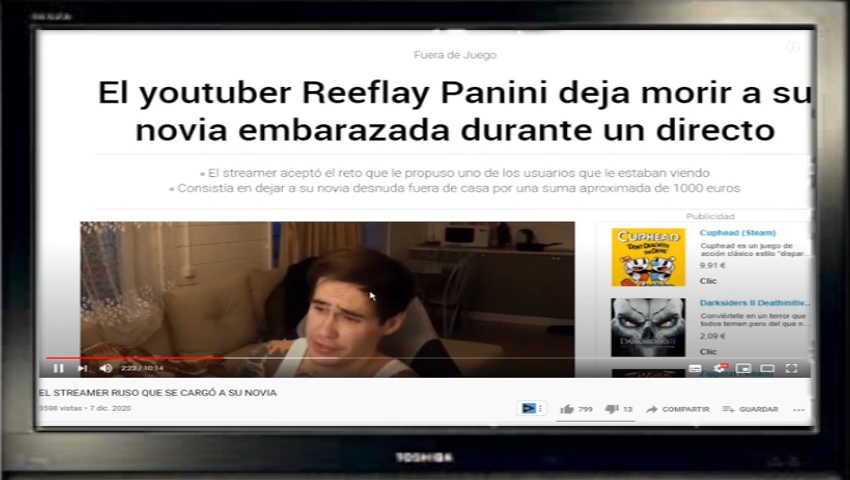 Fuera de Juego
El youtuber Reeflay Panini deja morir a su
novia embarazada durante un directo
El streamer aceptó el reto que le propuso uno de los usuarios que le estaban viendo
Consistía en dejar a su novia desnuda fuera de casa por una suma aproximada de 1000 euros
Publicidad
CUPHEAD
Cuphead (Steam)
Cuphead es un juego de
acción clásico estilo "dispar...
9,91 €
Clic
Darksiders II Deathinitiv...
Conviértete en un terror que
todos temen pero del que n...
2,09 €
Clic
DARKSIDERS II
2:23 / 10:14
EL STREAMER RUSO QUE SE CARGÓ A SU NOVIA
3598 vistas • 7 dic. 2020
799
13
COMPARTIR
GUARDAR
TOSHIBA